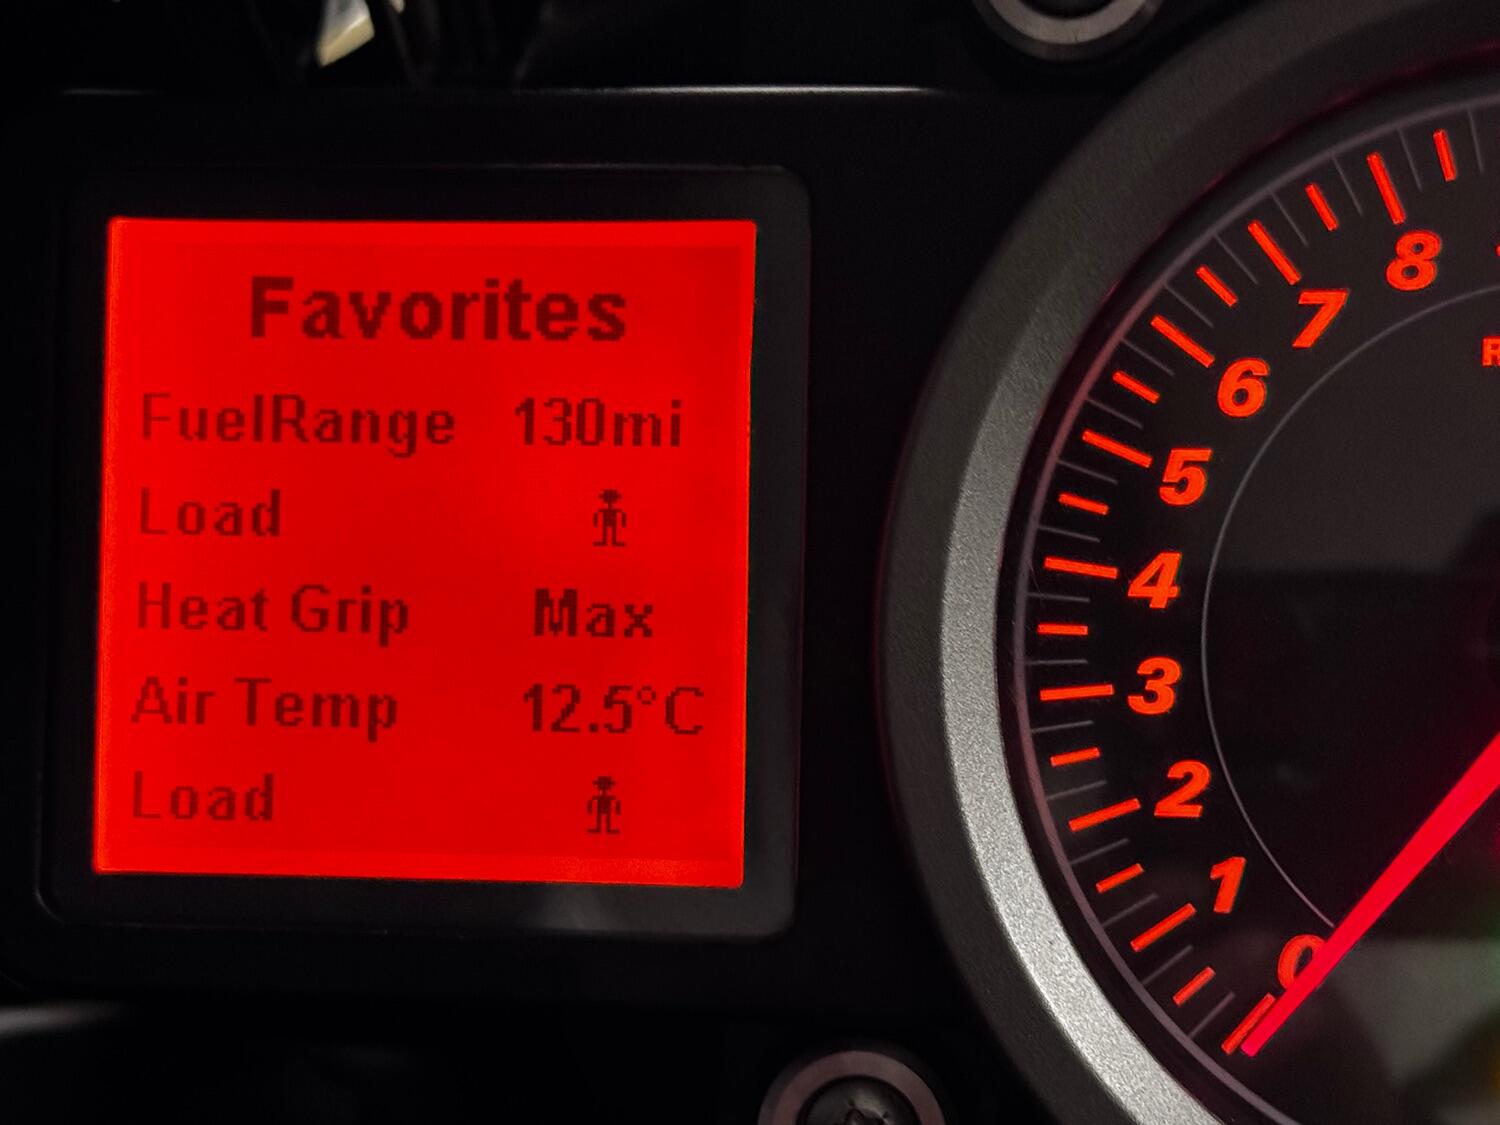 Favorites
FuelRange 130mi
Load
Heat Grip Max
Air Temp 12.5°C
Load
8
7
6
5
4
3
2
1
0